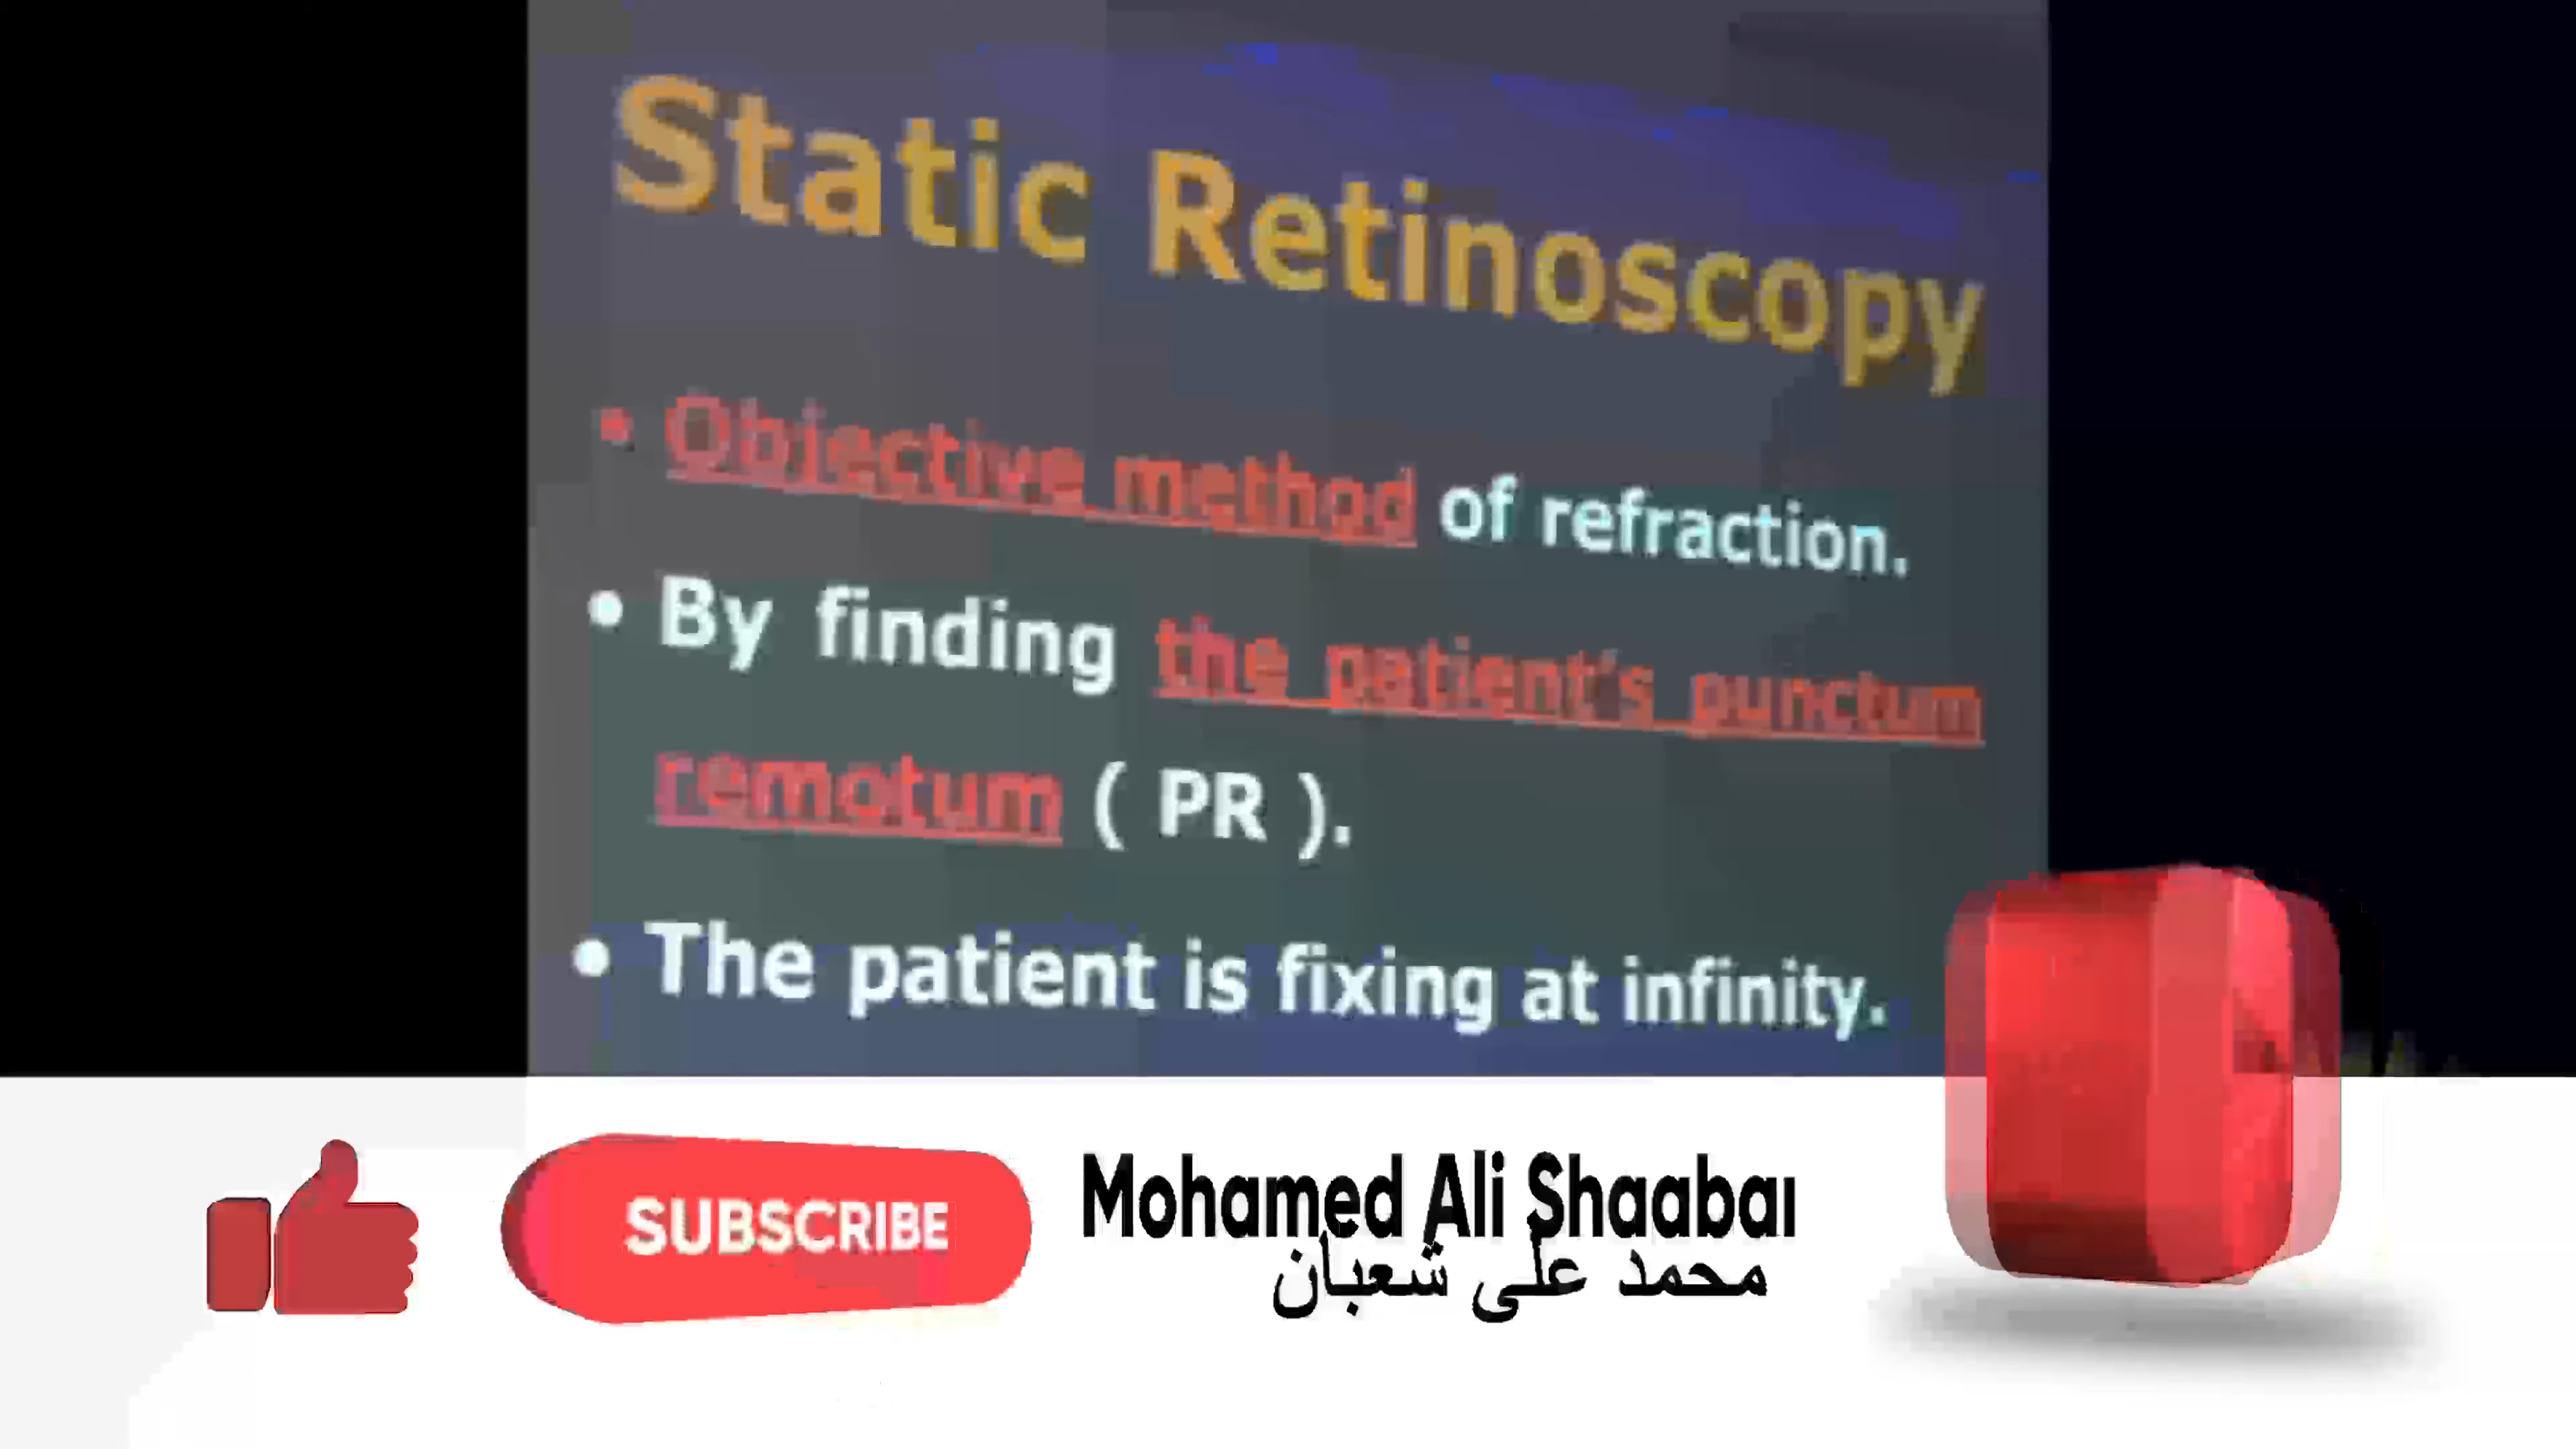 Static Retinoscopy
• Objective method of refraction.
• By finding the patient's punctum
remotum ( PR ).
• The patient is fixing at infinity.
SUBSCRIBE
Mohamed Ali Shaaban
محمد على شعبان